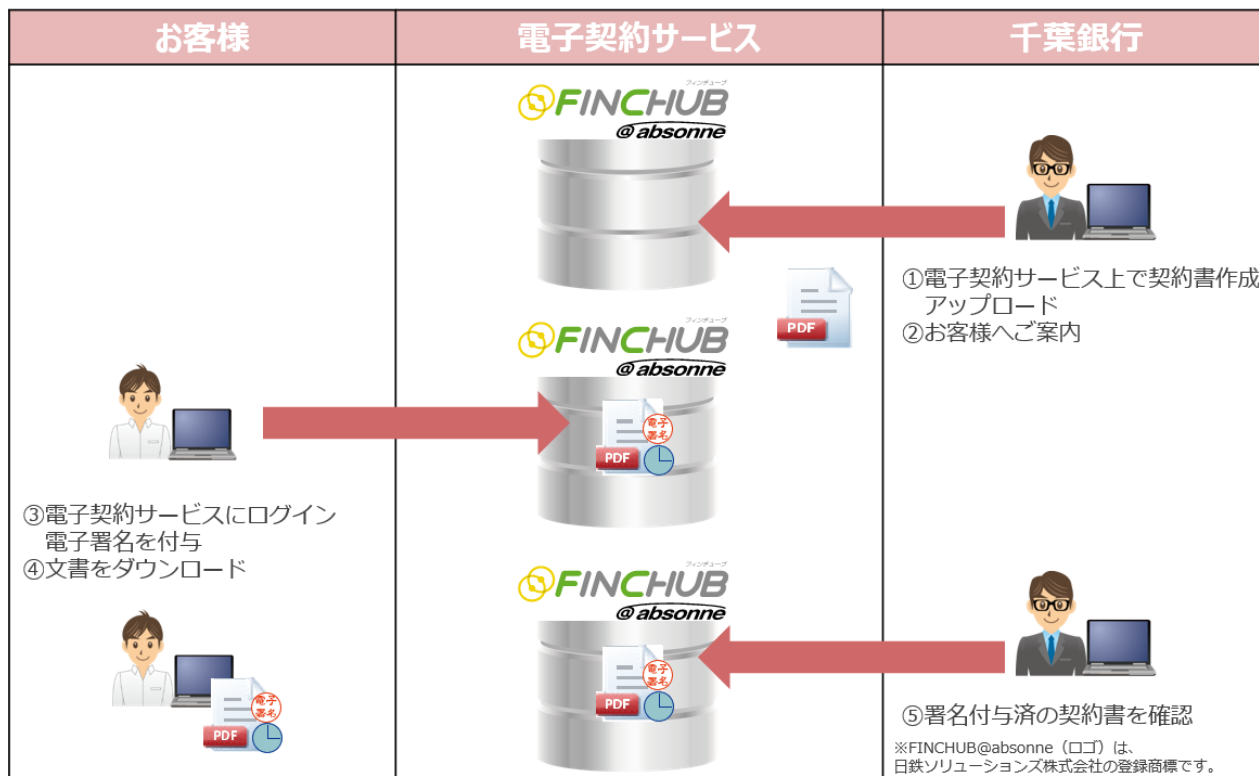 お客様
電子契約サービス
千葉銀行
フィンチューブ
FINCHUB
@absonne
①電子契約サービス上で契約書作成
アップロード
②お客様へご案内
PDF
フィンチューブ
FINCHUB
@absonne
電子
署名
PDF
③電子契約サービスにログイン
電子署名を付与
④文書をダウンロード
電子
署名
PDF
フィンチューブ
FINCHUB
@absonne
電子
署名
PDF
⑤署名付与済の契約書を確認
※FINCHUB@absonne（ロゴ）は、
日鉄ソリューションズ株式会社の登録商標です。